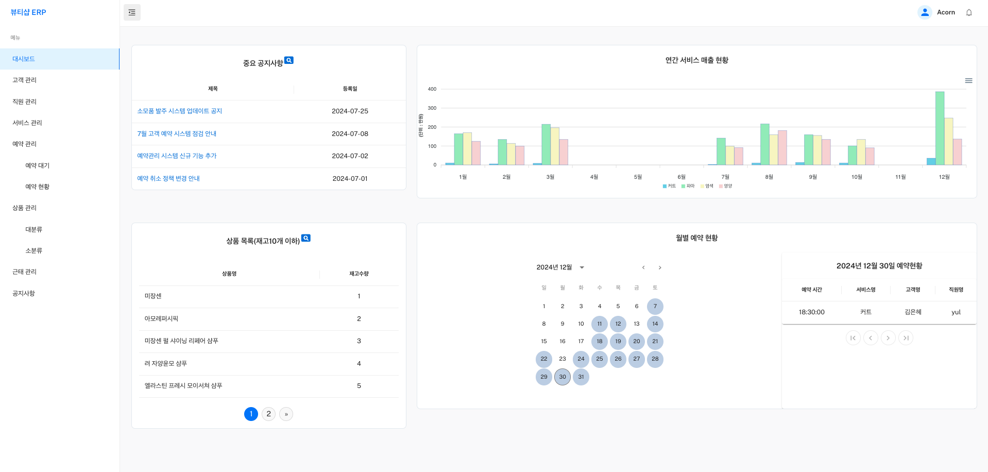 뷰티샵 ERP
메뉴
대시보드
고객 관리
직원 관리
서비스 관리
예약 관리
예약 대기
예약 현황
상품 관리
대분류
소분류
근태 관리
공지사항
Acorn
중요 공지사항
제목 등록일
소모품 발주 시스템 업데이트 공지 2024-07-25
7월 고객 예약 시스템 점검 안내 2024-07-08
예약관리 시스템 신규 기능 추가 2024-07-02
예약 취소 정책 변경 안내 2024-07-01
연간 서비스 매출 현황
(단위 : 만원)
400
300
200
100
0
1월 2월 3월 4월 5월 6월 7월 8월 9월 10월 11월 12월
커트 파마 염색 영양
상품 목록(재고10개 이하)
상품명 재고수량
미장센 1
아모레퍼시픽 2
미장센 펄 샤이닝 리페어 샴푸 3
려 자양윤모 샴푸 4
엘라스틴 프레시 모이서쳐 샴푸 5
1 2 »
월별 예약 현황
2024년 12월
일 월 화 수 목 금 토
1 2 3 4 5 6 7
8 9 10 11 12 13 14
15 16 17 18 19 20 21
22 23 24 25 26 27 28
29 30 31
2024년 12월 30일 예약현황
예약 시간 서비스명 고객명 직원명
18:30:00 커트 김은혜 yul